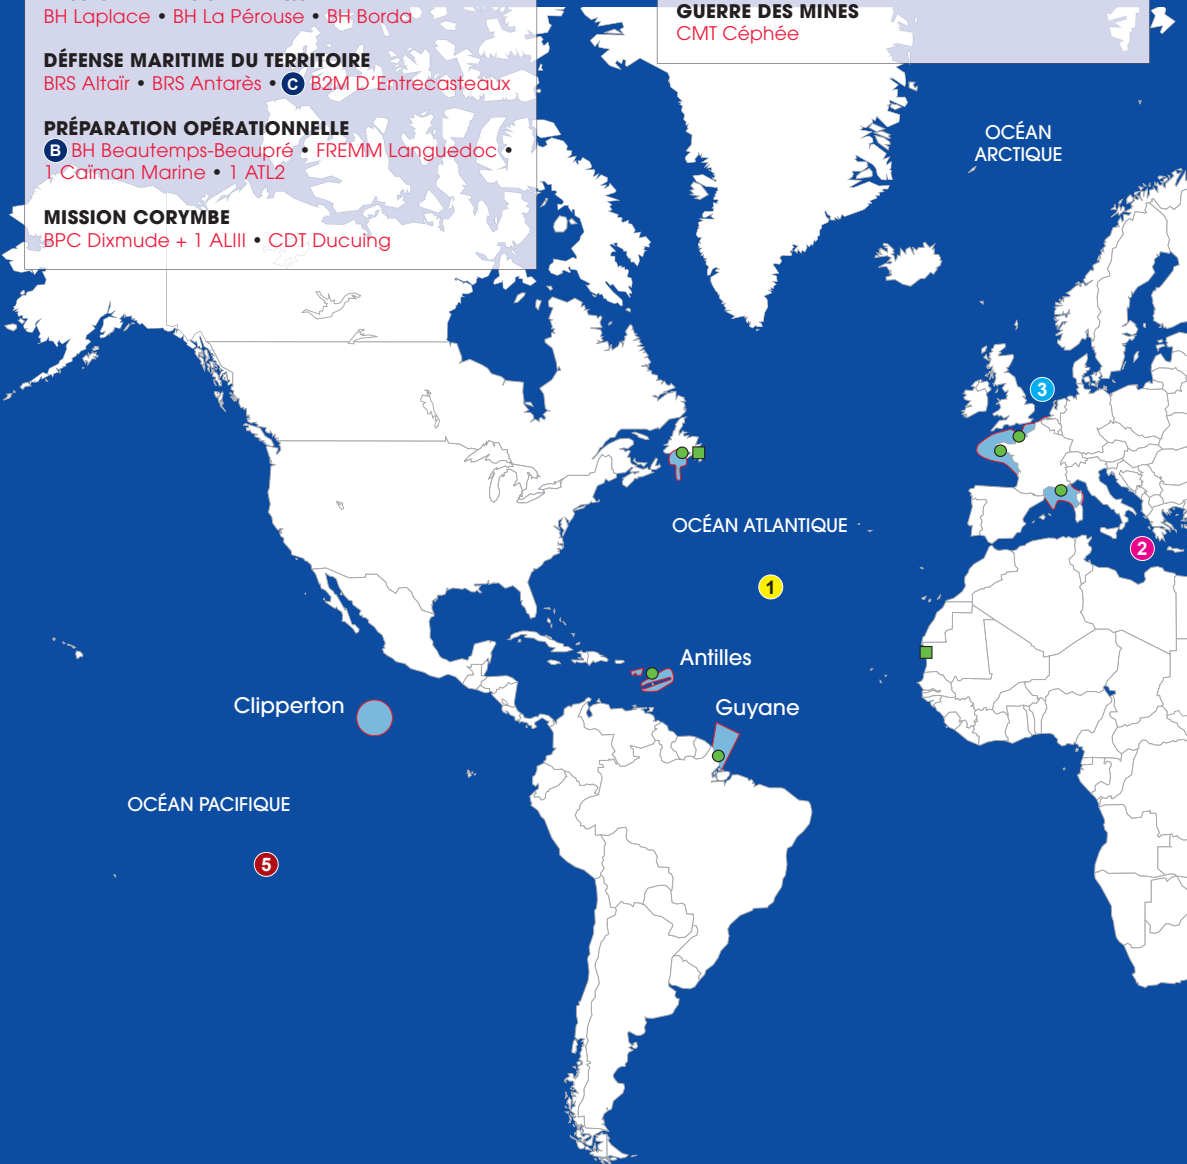 BH Laplace • BH La Pérouse • BH Borda
DÉFENSE MARITIME DU TERRITOIRE
BRS Altaïr • BRS Antarès • C B2M D'Entrecasteaux
PRÉPARATION OPÉRATIONNELLE
B BH Beautemps-Beaupré • FREMM Languedoc •
1 Caïman Marine • 1 ATL2
MISSION CORYMBE
BPC Dixmude + 1 ALIII • CDT Ducuing
GUERRE DES MINES
CMT Céphée
OCÉAN
ARCTIQUE
3
OCÉAN ATLANTIQUE
2
1
Antilles
Clipperton
Guyane
OCÉAN PACIFIQUE
5